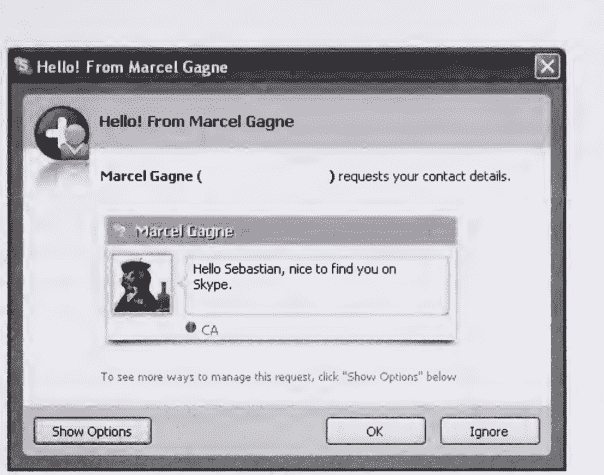 Hello! From Marcel Gagne
Hello! From Marcel Gagne
Marcel Gagne ( ) requests your contact details.
Marcel Gagne
Hello Sebastian, nice to find you on
Skype.
CA
To see more ways to manage this request, click "Show Options" below
Show Options
OK
Ignore